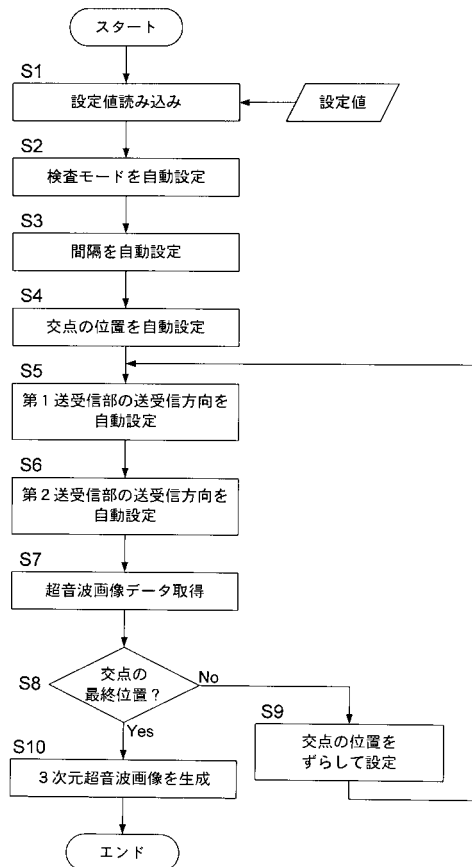 スタート
S1
設定値読み込み
設定値
S2
検査モードを自動設定
S3
間隔を自動設定
S4
交点の位置を自動設定
S5
第1送受信部の送受信方向を
自動設定
S6
第2送受信部の送受信方向を
自動設定
S7
超音波画像データ取得
S8
交点の
最終位置？
No
Yes
S9
交点の位置を
ずらして設定
S10
3次元超音波画像を生成
エンド